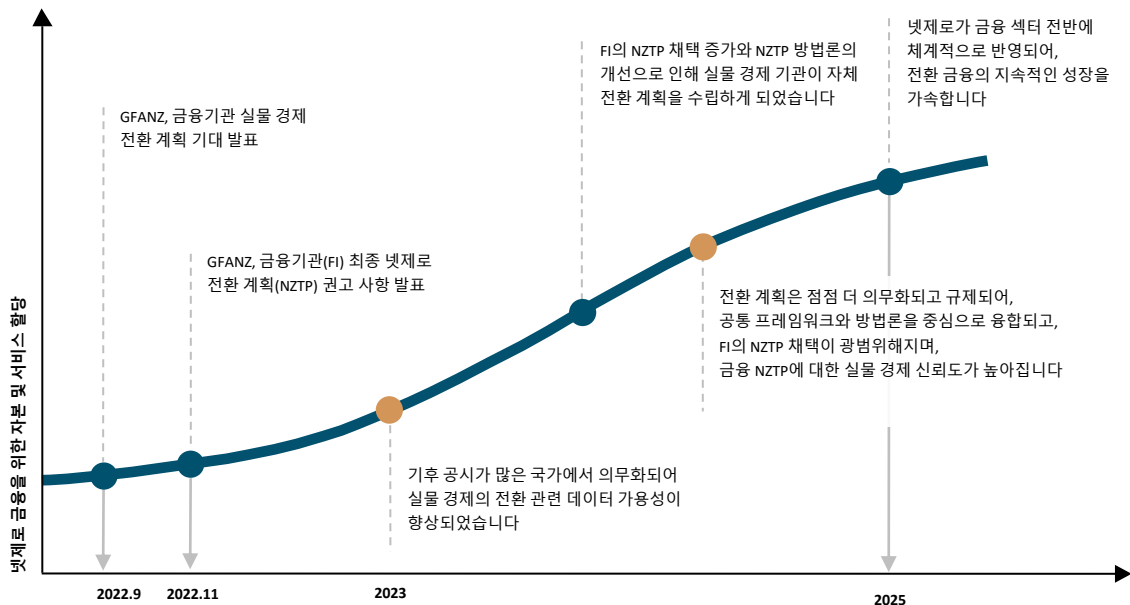 넷제로가 금융 섹터 전반에
체계적으로 반영되어,
전환 금융의 지속적인 성장을
가속합니다
FI의 NZTP 채택 증가와 NZTP 방법론의
개선으로 인해 실물 경제 기관이 자체
전환 계획을 수립하게 되었습니다
GFANZ, 금융기관 실물 경제
전환 계획 기대 발표
GFANZ, 금융기관(FI) 최종 넷제로
전환 계획(NZTP) 권고 사항 발표
전환 계획은 점점 더 의무화되고 규제되어,
공통 프레임워크와 방법론을 중심으로 융합되고,
FI의 NZTP 채택이 광범위해지며,
금융 NZTP에 대한 실물 경제 신뢰도가 높아집니다
기후 공시가 많은 국가에서 의무화되어
실물 경제의 전환 관련 데이터 가용성이
향상되었습니다
넷제로 금융을 위한 자본 및 서비스 할당
2022.9
2022.11
2023
2025